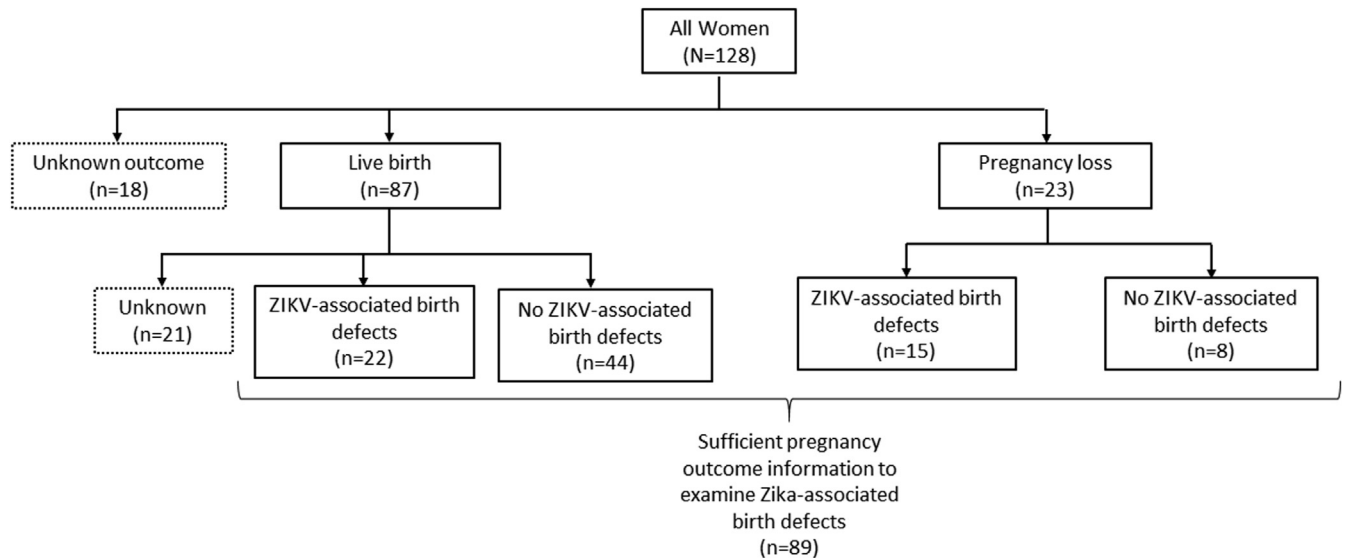 All Women
(N=128)
Unknown outcome
(n=18)
Live birth
(n=87)
Pregnancy loss
(n=23)
Unknown
(n=21)
ZIKV-associated birth
defects
(n=22)
No ZIKV-associated
birth defects
(n=44)
ZIKV-associated birth
defects
(n=15)
No ZIKV-associated
birth defects
(n=8)
Sufficient pregnancy
outcome information to
examine Zika-associated
birth defects
(n=89)